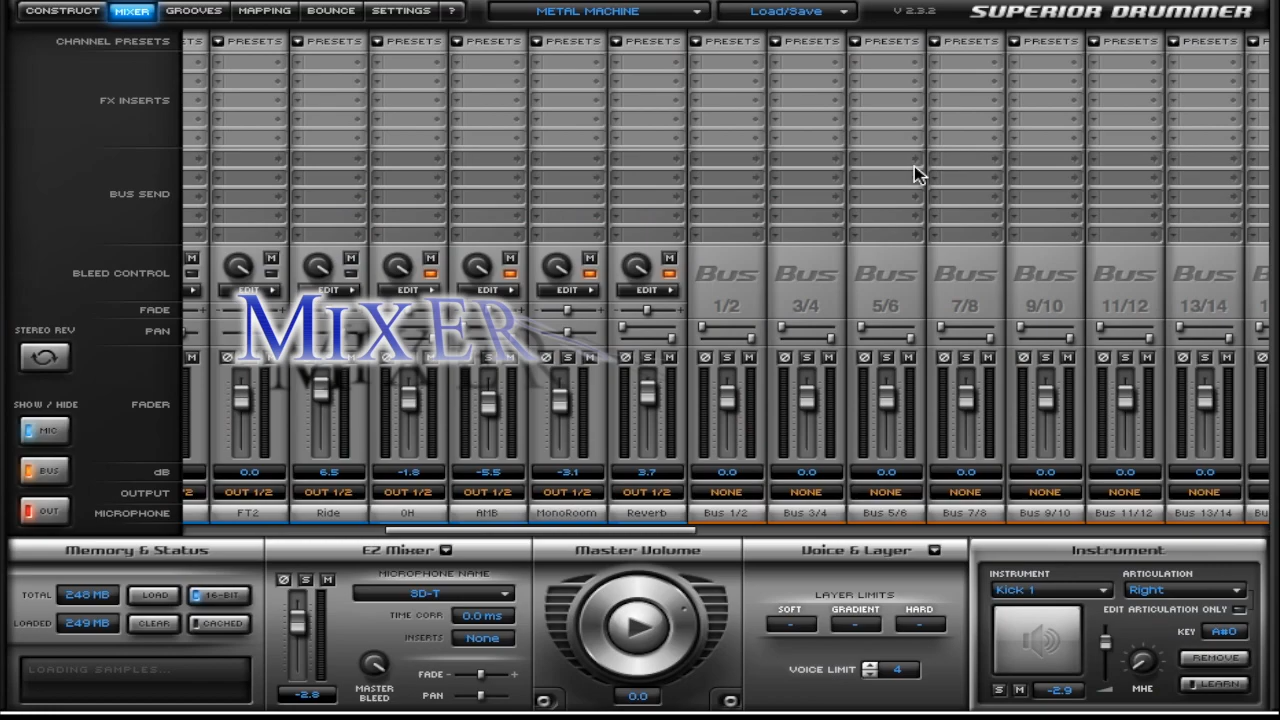 CONSTRUCT MIXER GROOVES MAPPING BOUNCE SETTINGS ? METAL MACHINE Load/Save V 2.3.2 SUPERIOR DRUMMER
CHANNEL PRESETS PRESETS PRESETS PRESETS PRESETS PRESETS PRESETS PRESETS PRESETS PRESETS PRESETS PRESETS PRESETS PRESETS
FX INSERTS
BUS SEND
M M M M M M M
BLEED CONTROL Bus Bus Bus Bus Bus Bus Bus
EDIT EDIT EDIT EDIT EDIT EDIT
1/2 3/4 5/6 7/8 9/10 11/12 13/14
FADE
MIXER
STEREO REV PAN
SHOW / HIDE FADER
MIC
BUS dB 0.0 6.5 -1.8 -5.5 -3.1 3.7 0.0 0.0 0.0 0.0 0.0 0.0 0.0
OUTPUT OUT 1/2 OUT 1/2 OUT 1/2 OUT 1/2 OUT 1/2 OUT 1/2 NONE NONE NONE NONE NONE NONE NONE
OUT MICROPHONE FT2 Ride OH AMB MonoRoom Reverb Bus 1/2 Bus 3/4 Bus 5/6 Bus 7/8 Bus 9/10 Bus 11/12 Bus 13/14
Memory & Status EZ Mixer Master Volume Voice & Layer Instrument
TOTAL 248 MB LOAD 16-BIT
LOADED 249 MB CLEAR CACHED
LOADING SAMPLES...
S M MICROPHONE NAME
SD-T
TIME CORR 0.0 ms
INSERTS None
FADE - +
MASTER BLEED PAN
-2.8
0.0
LAYER LIMITS
SOFT GRADIENT HARD
- - -
VOICE LIMIT 4
INSTRUMENT ARTICULATION
Kick 1 Right
EDIT ARTICULATION ONLY
KEY A#0
REMOVE
LEARN
S M -2.9 MHE